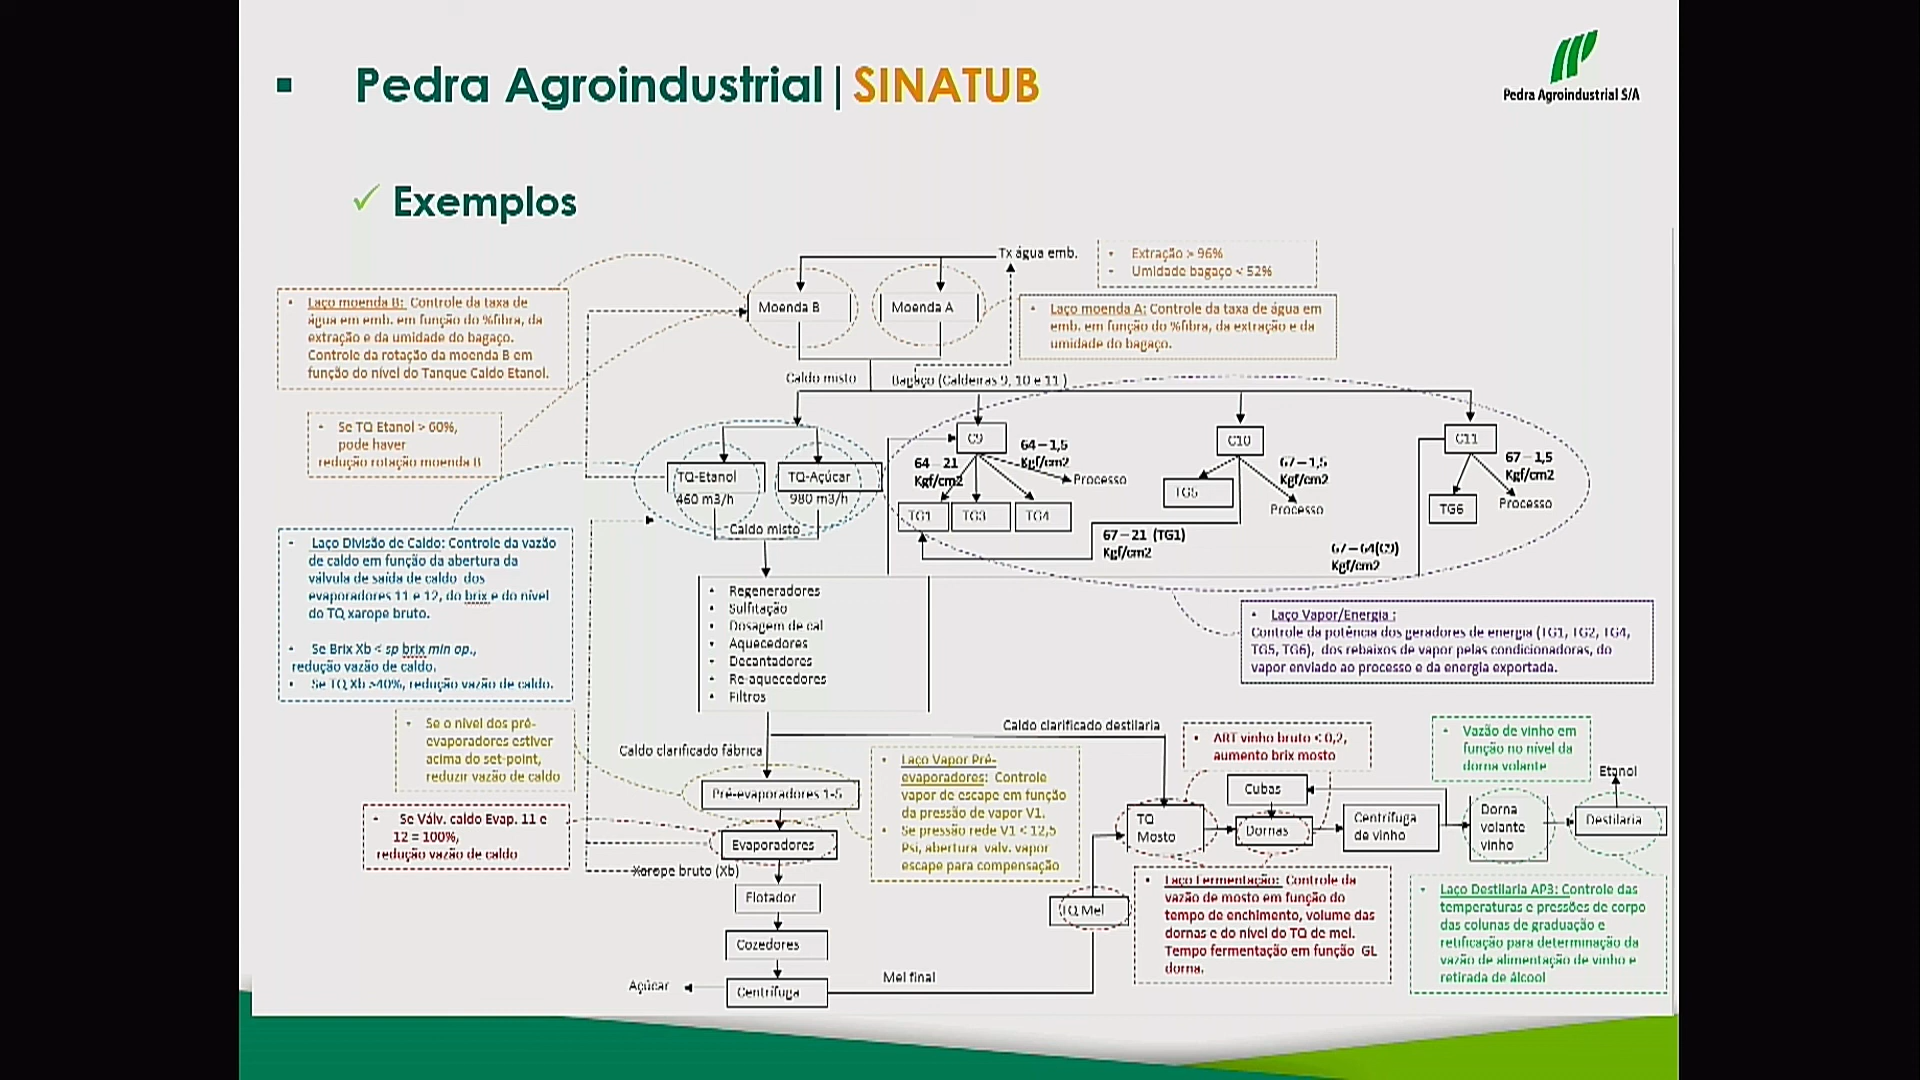 Pedra Agroindustrial | SINATUB
Pedra Agroindustrial S/A
Exemplos
Tx água emb.
Extração > 96%
Umidade bagaço < 52%
Laço moenda B: Controle da taxa de
água em emb. em função do %fibra, da
extração e da umidade do bagaço.
Controle da rotação da moenda B em
função do nível do Tanque Caldo Etanol.
Moenda B
Moenda A
Laço moenda A: Controle da taxa de água em
emb. em função do %fibra, da extração e da
umidade do bagaço.
Caldo misto
Bagaço (Caldeiras 9, 10 e 11 )
Se TQ Etanol > 60%,
pode haver
redução rotação moenda B
TQ-Etanol
460 m3/h
TQ-Açúcar
980 m3/h
Caldo misto
C9
64 – 1,5
Kgf/cm2
64 – 21
Kgf/cm2
Processo
TG1
TG3
TG4
C10
67 – 1,5
Kgf/cm2
TG5
Processo
67 – 21 (TG1)
Kgf/cm2
C11
67 – 1,5
Kgf/cm2
TG6
Processo
67 – 64(C9)
Kgf/cm2
Laço Divisão de Caldo: Controle da vazão
de caldo em função da abertura da
válvula de saída de caldo dos
evaporadores 11 e 12, do brix e do nível
do TQ xarope bruto.
Se Brix Xb < sp brix min op.,
redução vazão de caldo.
Se TQ Xb >40%, redução vazão de caldo.
Regeneradores
Sulfitação
Dosagem de cal
Aquecedores
Decantadores
Re-aquecedores
Filtros
Laço Vapor/Energia :
Controle da potência dos geradores de energia (TG1, TG2, TG4,
TG5, TG6), dos rebaixos de vapor pelas condicionadoras, do
vapor enviado ao processo e da energia exportada.
Se o nível dos pré-
evaporadores estiver
acima do set-point,
reduzir vazão de caldo
Caldo clarificado fábrica
Caldo clarificado destilaria
Pré-evaporadores 1-5
Laço Vapor Pré-
evaporadores: Controle
vapor de escape em função
da pressão de vapor V1.
Se pressão rede V1 < 12,5
Psi, abertura valv. vapor
escape para compensação
Se Válv. caldo Evap. 11 e
12 = 100%,
redução vazão de caldo
Evaporadores
Xarope bruto (Xb)
Flotador
Cozedores
Centrífuga
Açúcar
Mel final
ART vinho bruto < 0,2,
aumento brix mosto
Vazão de vinho em
função no nível da
dorna volante
Etanol
TQ
Mosto
Cubas
Dornas
Centrífuga
de vinho
Dorna
volante
vinho
Destilaria
TQ Mel
Laço Fermentação: Controle da
vazão de mosto em função do
tempo de enchimento, volume das
dornas e do nível do TQ de mel.
Tempo fermentação em função GL
dorna.
Laço Destilaria AP3: Controle das
temperaturas e pressões de corpo
das colunas de graduação e
retificação para determinação da
vazão de alimentação de vinho e
retirada de álcool